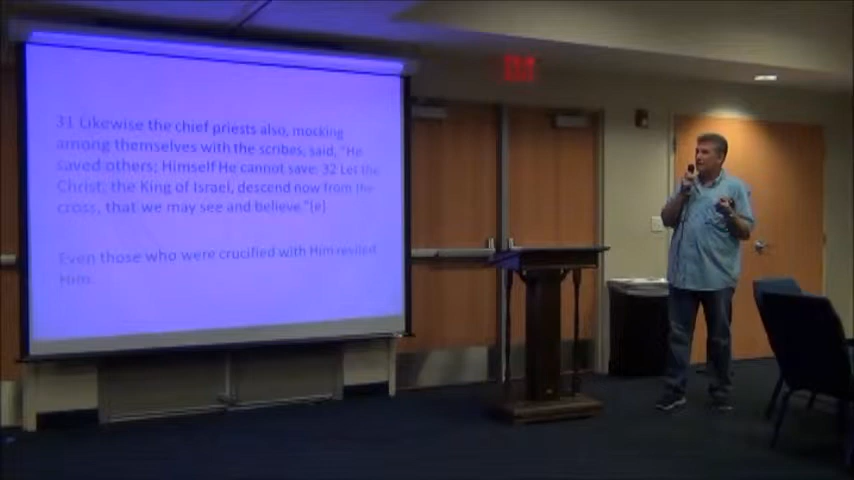 31 Likewise the chief priests also, mocking
among themselves with the scribes, said, "He
saved others; Himself He cannot save. 32 Let the
Christ, the King of Israel, descend now from the
cross, that we may see and believe."[e]
Even those who were crucified with Him reviled
Him.
EXIT